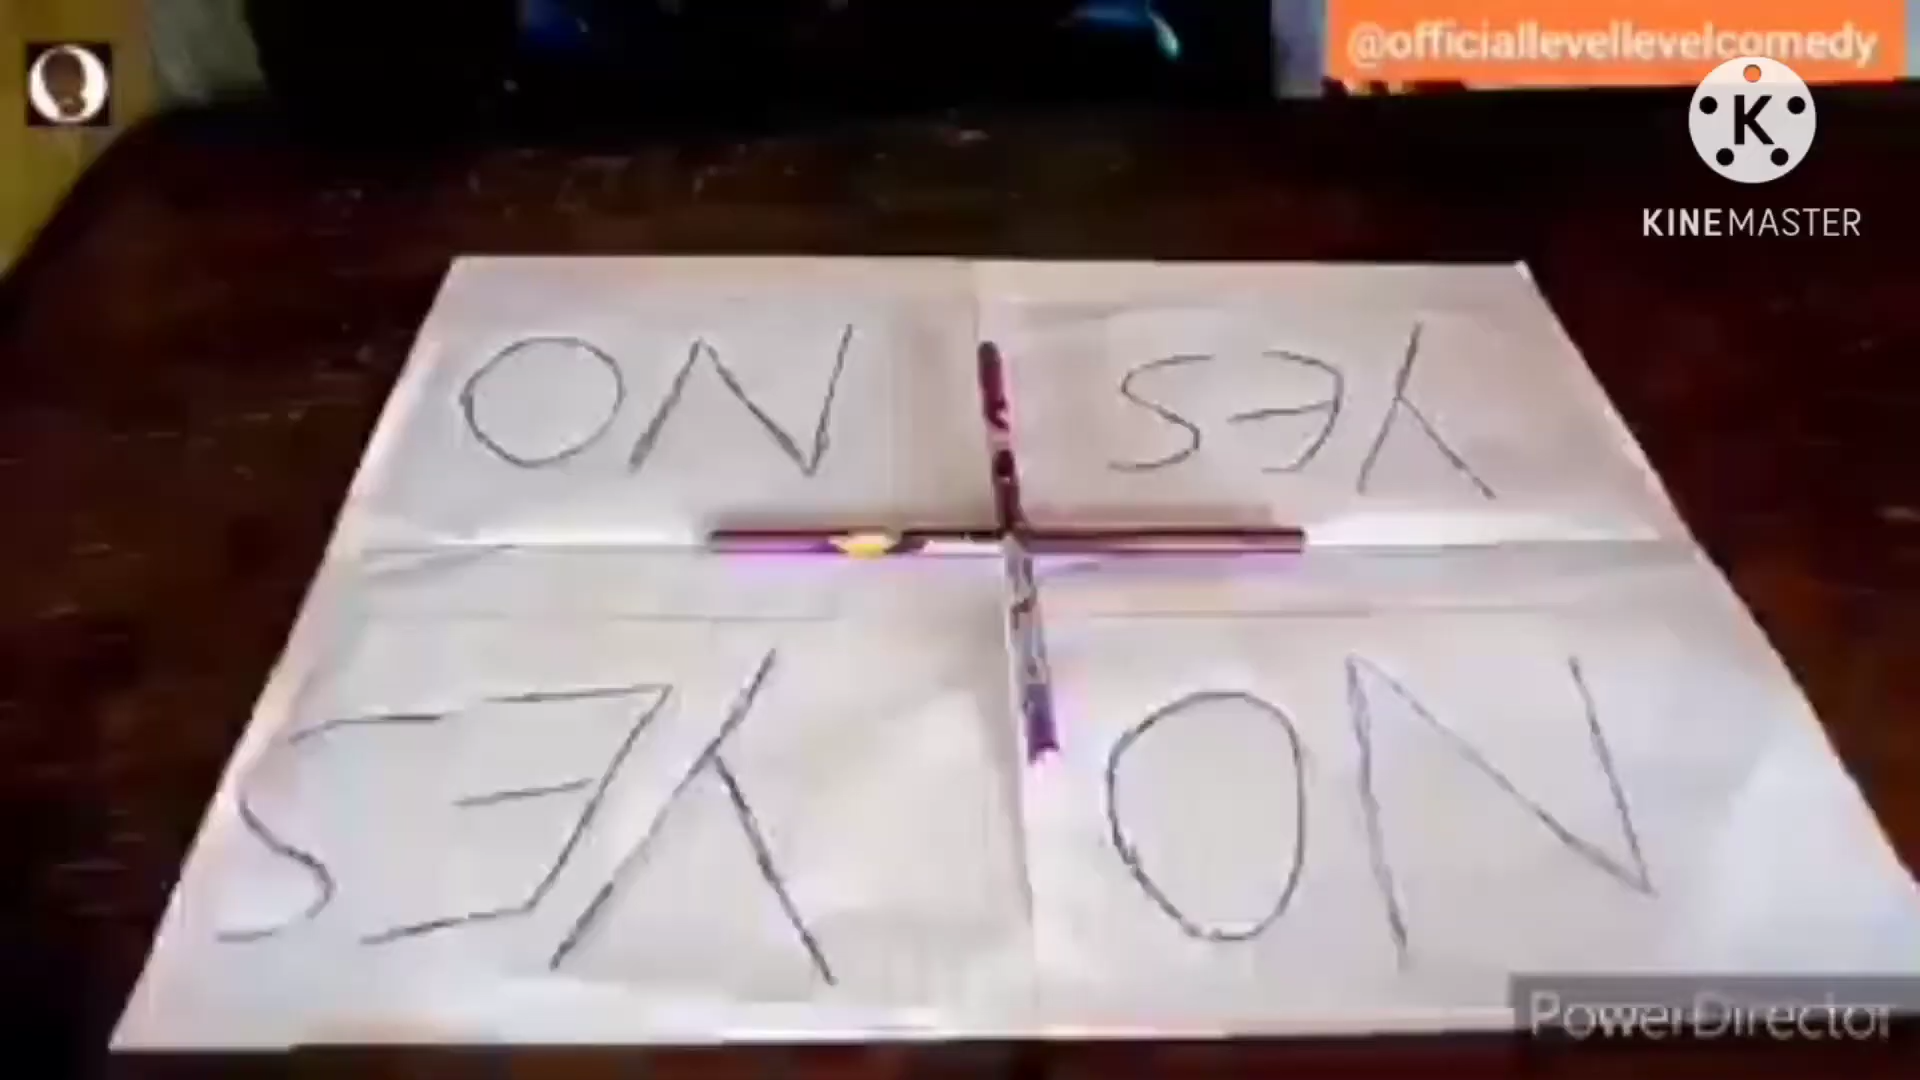 @officiallevellevelcomedy
K
KINEMASTER
NO YES
YES NO
PowerDirector